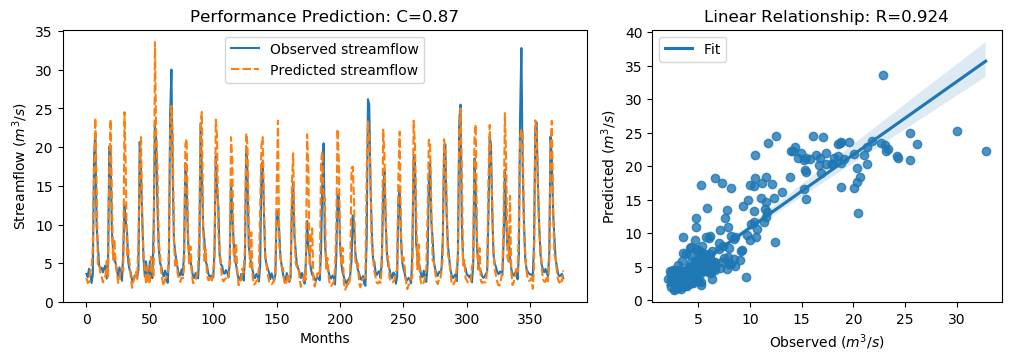 Performance Prediction: C=0.87
Observed streamflow
Predicted streamflow
Streamflow (m³/s)
35
30
25
20
15
10
5
0
0 50 100 150 200 250 300 350
Months
Linear Relationship: R=0.924
Fit
Predicted (m³/s)
40
35
30
25
20
15
10
5
0
5 10 15 20 25 30
Observed (m³/s)